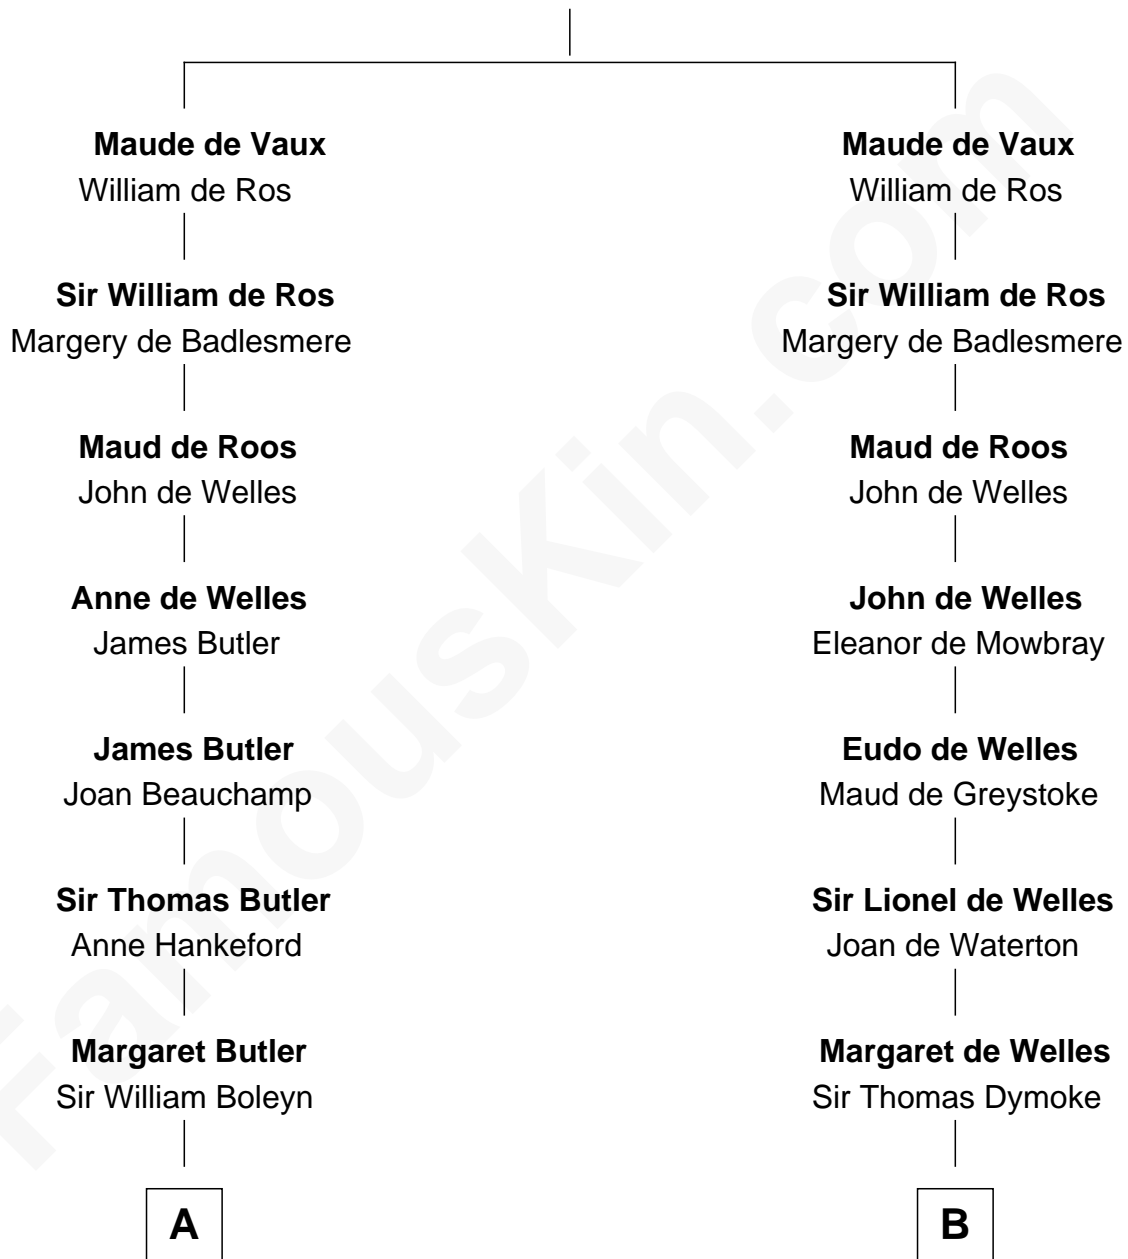 Maude de Vaux
William de Ros
Sir William de Ros
Margery de Badlesmere
Maud de Roos
John de Welles
Anne de Welles
James Butler
James Butler
Joan Beauchamp
Sir Thomas Butler
Anne Hankeford
Margaret Butler
Sir William Boleyn
A
Maude de Vaux
William de Ros
Sir William de Ros
Margery de Badlesmere
Maud de Roos
John de Welles
John de Welles
Eleanor de Mowbray
Eudo de Welles
Maud de Greystoke
Sir Lionel de Welles
Joan de Waterton
Margaret de Welles
Sir Thomas Dymoke
B
FamousKin.com